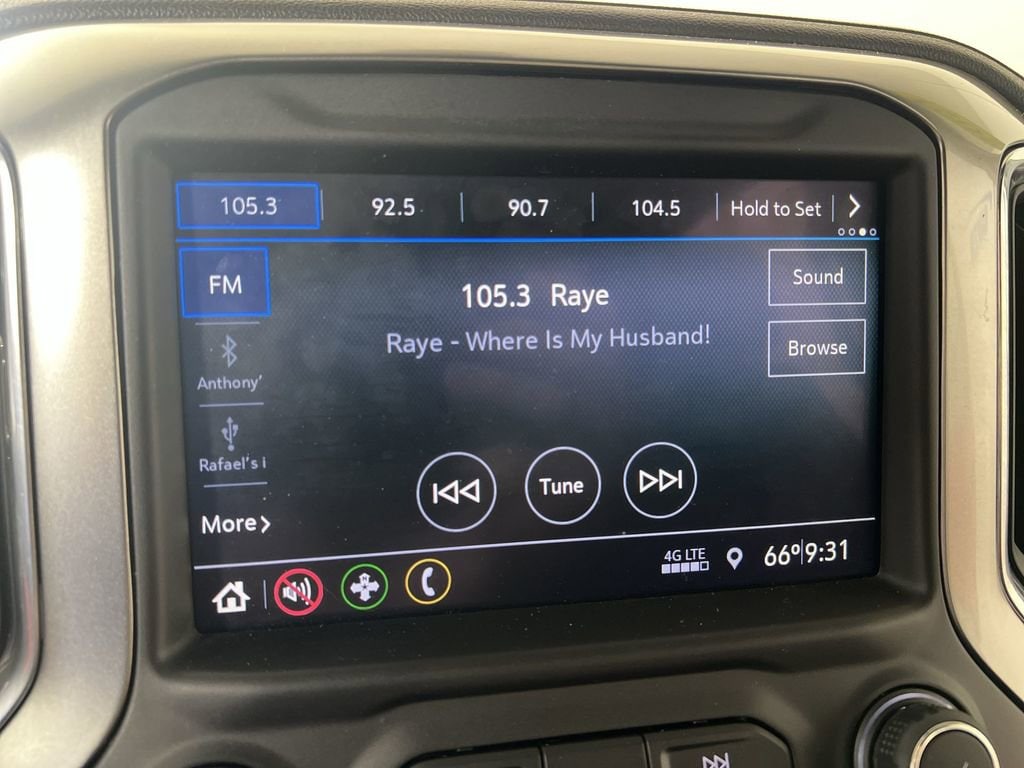 105.3 92.5 90.7 104.5 Hold to Set
FM
105.3 Raye
Sound
Raye - Where Is My Husband!
Browse
Anthony'
Rafael's i
Tune
More
4G LTE
66° 9:31